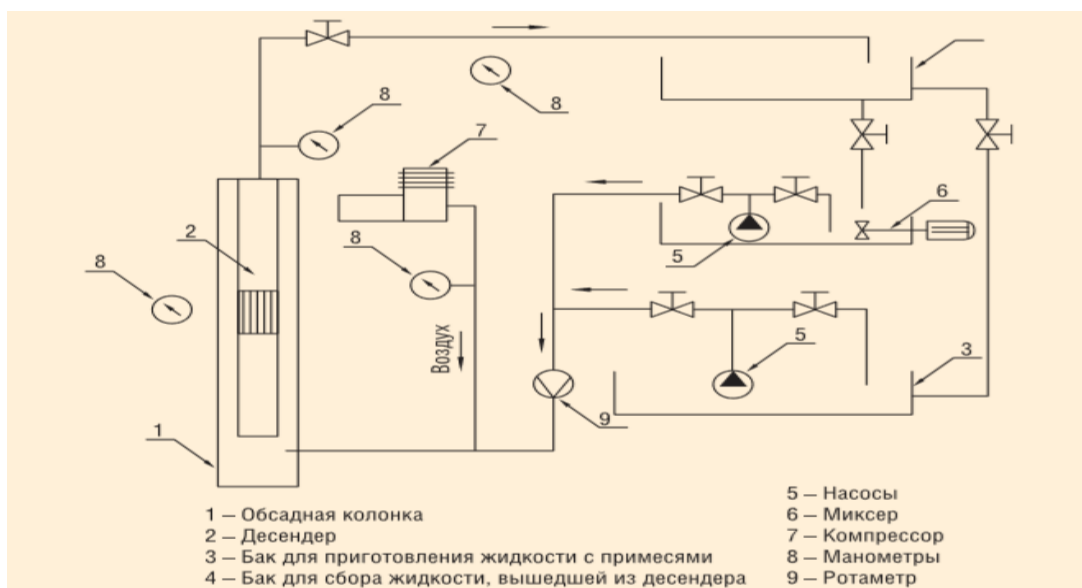 8
8
7
6
2
5
8
8
Воздух
5
3
9
1
1 – Обсадная колонка
2 – Десендер
3 – Бак для приготовления жидкости с примесями
4 – Бак для сбора жидкости, вышедшей из десендера
5 – Насосы
6 – Миксер
7 – Компрессор
8 – Манометры
9 – Ротаметр